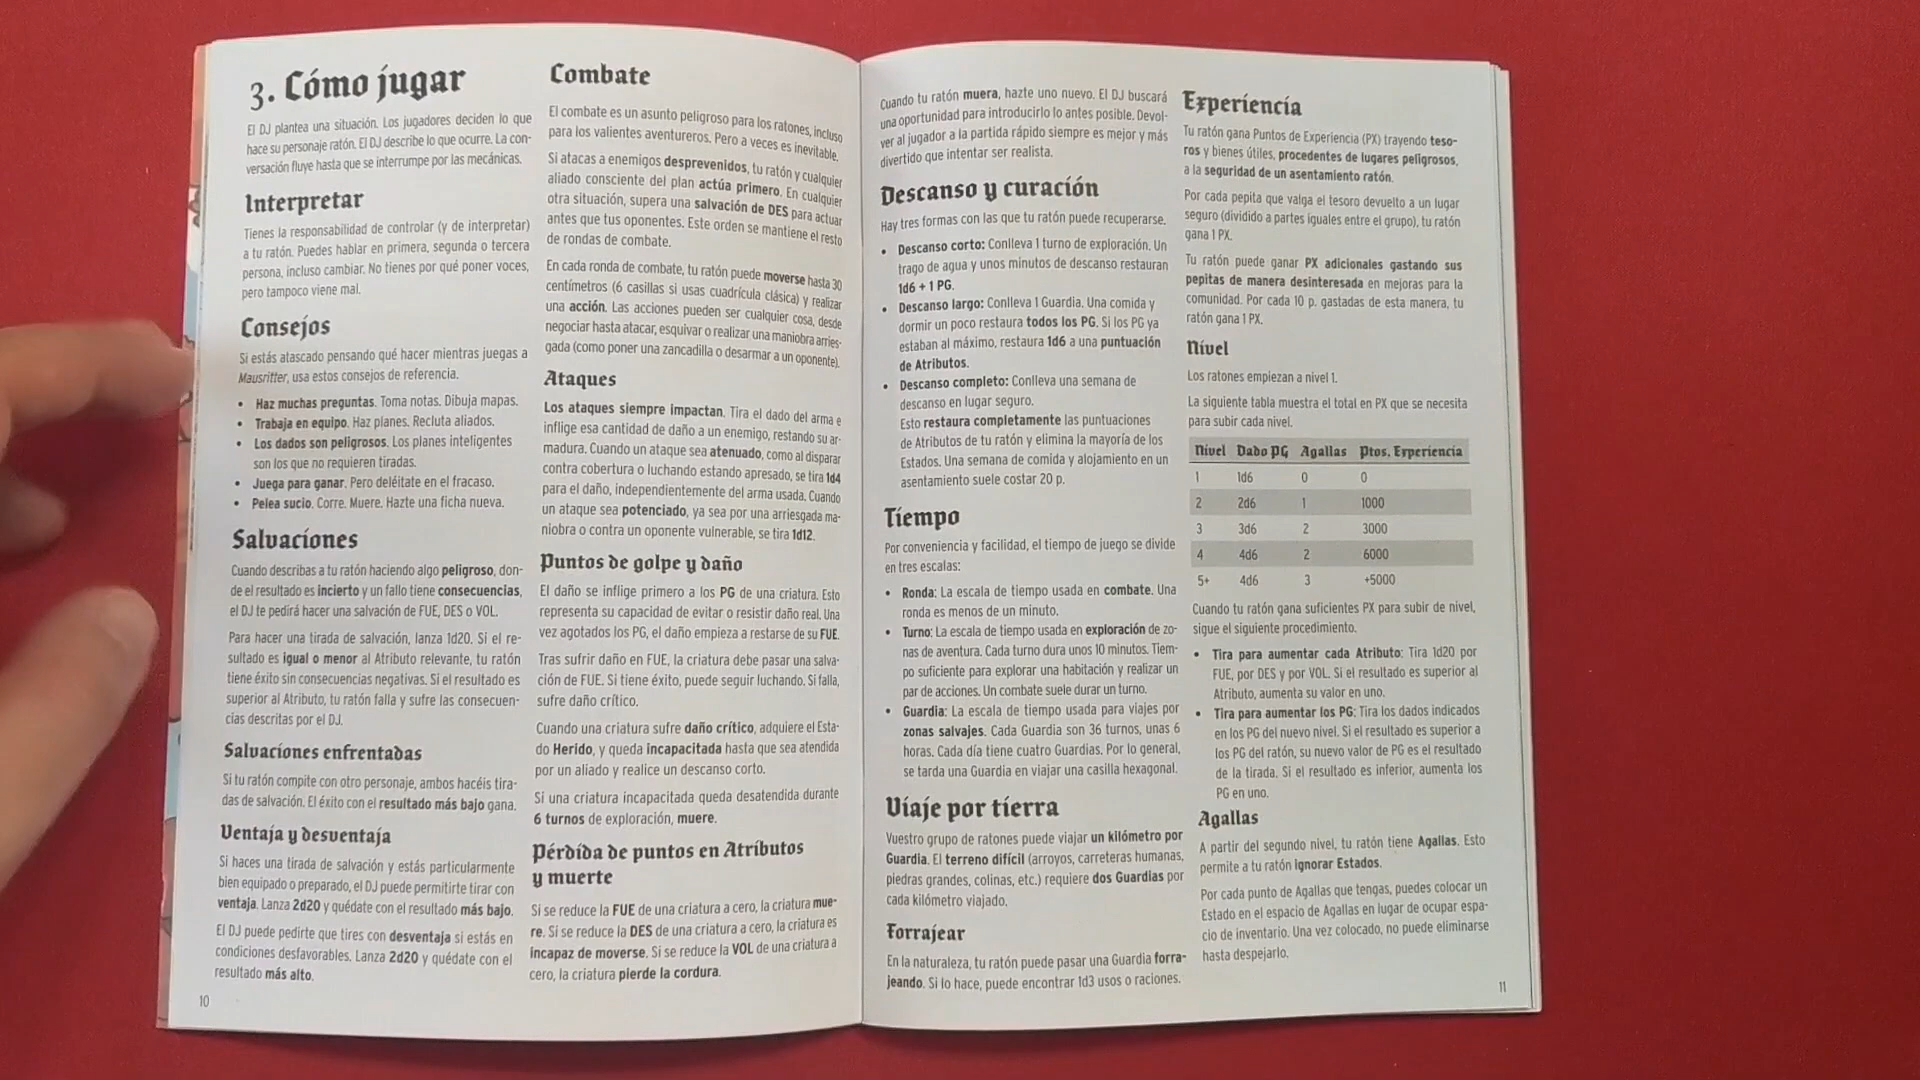 3. Cómo jugar
El DJ plantea una situación. Los jugadores deciden lo que
hace su personaje ratón. El DJ describe lo que ocurre. La con-
versación fluye hasta que se interrumpe por las mecánicas.
Interpretar
Tienes la responsabilidad de controlar (y de interpretar)
a tu ratón. Puedes hablar en primera, segunda o tercera
persona, incluso cambiar. No tienes por qué poner voces,
pero tampoco viene mal.
Consejos
Si estás atascado pensando qué hacer mientras juegas a
Mausritter, usa estos consejos de referencia.
• Haz muchas preguntas. Toma notas. Dibuja mapas.
• Trabaja en equipo. Haz planes. Recluta aliados.
• Los dados son peligrosos. Los planes inteligentes
son los que no requieren tiradas.
• Juega para ganar. Pero deléitate en el fracaso.
• Pelea sucio. Corre. Muere. Hazte una ficha nueva.
Salvaciones
Cuando describas a tu ratón haciendo algo peligroso, don-
de el resultado es incierto y un fallo tiene consecuencias,
el DJ te pedirá hacer una salvación de FUE, DES o VOL.
Para hacer una tirada de salvación, lanza 1d20. Si el re-
sultado es igual o menor al Atributo relevante, tu ratón
tiene éxito sin consecuencias negativas. Si el resultado es
superior al Atributo, tu ratón falla y sufre las consecuen-
cias descritas por el DJ.
Salvaciones enfrentadas
Si tu ratón compite con otro personaje, ambos hacéis tira-
das de salvación. El éxito con el resultado más bajo gana.
Ventaja y desventaja
Si haces una tirada de salvación y estás particularmente
bien equipado o preparado, el DJ puede permitirte tirar con
ventaja. Lanza 2d20 y quédate con el resultado más bajo.
El DJ puede pedirte que tires con desventaja si estás en
condiciones desfavorables. Lanza 2d20 y quédate con el
resultado más alto.
10
Combate
El combate es un asunto peligroso para los ratones, incluso
para los valientes aventureros. Pero a veces es inevitable.
Si atacas a enemigos desprevenidos, tu ratón y cualquier
aliado consciente del plan actúa primero. En cualquier
otra situación, supera una salvación de DES para actuar
antes que tus oponentes. Este orden se mantiene el resto
de rondas de combate.
En cada ronda de combate, tu ratón puede moverse hasta 30
centímetros (6 casillas si usas cuadrícula clásica) y realizar
una acción. Las acciones pueden ser cualquier cosa, desde
negociar hasta atacar, esquivar o realizar una maniobra arries-
gada (como poner una zancadilla o desarmar a un oponente).
Ataques
Los ataques siempre impactan. Tira el dado del arma e
inflige esa cantidad de daño a un enemigo, restando su ar-
madura. Cuando un ataque sea atenuado, como al disparar
contra cobertura o luchando estando apresado, se tira 1d4
para el daño, independientemente del arma usada. Cuando
un ataque sea potenciado, ya sea por una arriesgada ma-
niobra o contra un oponente vulnerable, se tira 1d12.
Puntos de golpe y daño
El daño se inflige primero a los PG de una criatura. Esto
representa su capacidad de evitar o resistir daño real. Una
vez agotados los PG, el daño empieza a restarse de su FUE.
Tras sufrir daño en FUE, la criatura debe pasar una salva-
ción de FUE. Si tiene éxito, puede seguir luchando. Si falla,
sufre daño crítico.
Cuando una criatura sufre daño crítico, adquiere el Esta-
do Herido, y queda incapacitada hasta que sea atendida
por un aliado y realice un descanso corto.
Si una criatura incapacitada queda desatendida durante
6 turnos de exploración, muere.
Pérdida de puntos en Atributos
y muerte
Si se reduce la FUE de una criatura a cero, la criatura mue-
re. Si se reduce la DES de una criatura a cero, la criatura es
incapaz de moverse. Si se reduce la VOL de una criatura a
cero, la criatura pierde la cordura.
Cuando tu ratón muera, hazte uno nuevo. El DJ buscará
una oportunidad para introducirlo lo antes posible. Devol-
ver al jugador a la partida rápido siempre es mejor y más
divertido que intentar ser realista.
Descanso y curación
Hay tres formas con las que tu ratón puede recuperarse.
• Descanso corto: Conlleva 1 turno de exploración. Un
trago de agua y unos minutos de descanso restauran
1d6 + 1 PG.
• Descanso largo: Conlleva 1 Guardia. Una comida y
dormir un poco restaura todos los PG. Si los PG ya
estaban al máximo, restaura 1d6 a una puntuación
de Atributos.
• Descanso completo: Conlleva una semana de
descanso en lugar seguro.
Esto restaura completamente las puntuaciones
de Atributos de tu ratón y elimina la mayoría de los
Estados. Una semana de comida y alojamiento en un
asentamiento suele costar 20 p.
Tiempo
Por conveniencia y facilidad, el tiempo de juego se divide
en tres escalas:
• Ronda: La escala de tiempo usada en combate. Una
ronda es menos de un minuto.
• Turno: La escala de tiempo usada en exploración de zo-
nas de aventura. Cada turno dura unos 10 minutos. Tiem-
po suficiente para explorar una habitación y realizar un
par de acciones. Un combate suele durar un turno.
• Guardia: La escala de tiempo usada para viajes por
zonas salvajes. Cada Guardia son 36 turnos, unas 6
horas. Cada día tiene cuatro Guardias. Por lo general,
se tarda una Guardia en viajar una casilla hexagonal.
Viaje por tierra
Vuestro grupo de ratones puede viajar un kilómetro por
Guardia. El terreno difícil (arroyos, carreteras humanas,
piedras grandes, colinas, etc.) requiere dos Guardias por
cada kilómetro viajado.
Forrajear
En la naturaleza, tu ratón puede pasar una Guardia forra-
jeando. Si lo hace, puede encontrar 1d3 usos o raciones.
Experiencia
Tu ratón gana Puntos de Experiencia (PX) trayendo teso-
ros y bienes útiles, procedentes de lugares peligrosos,
a la seguridad de un asentamiento ratón.
Por cada pepita que valga el tesoro devuelto a un lugar
seguro (dividido a partes iguales entre el grupo), tu ratón
gana 1 PX.
Tu ratón puede ganar PX adicionales gastando sus
pepitas de manera desinteresada en mejoras para la
comunidad. Por cada 10 p. gastadas de esta manera, tu
ratón gana 1 PX.
Nivel
Los ratones empiezan a nivel 1.
La siguiente tabla muestra el total en PX que se necesita
para subir cada nivel.
Nivel Dado PG Agallas Ptos. Experiencia
1 1d6 0 0
2 2d6 1 1000
3 3d6 2 3000
4 4d6 2 6000
5+ 4d6 3 +5000
Cuando tu ratón gana suficientes PX para subir de nivel,
sigue el siguiente procedimiento.
• Tira para aumentar cada Atributo: Tira 1d20 por
FUE, por DES y por VOL. Si el resultado es superior al
Atributo, aumenta su valor en uno.
• Tira para aumentar los PG: Tira los dados indicados
en los PG del nuevo nivel. Si el resultado es superior a
los PG del ratón, su nuevo valor de PG es el resultado
de la tirada. Si el resultado es inferior, aumenta los
PG en uno.
Agallas
A partir del segundo nivel, tu ratón tiene Agallas. Esto
permite a tu ratón ignorar Estados.
Por cada punto de Agallas que tengas, puedes colocar un
Estado en el espacio de Agallas en lugar de ocupar espa-
cio de inventario. Una vez colocado, no puede eliminarse
hasta despejarlo.
11